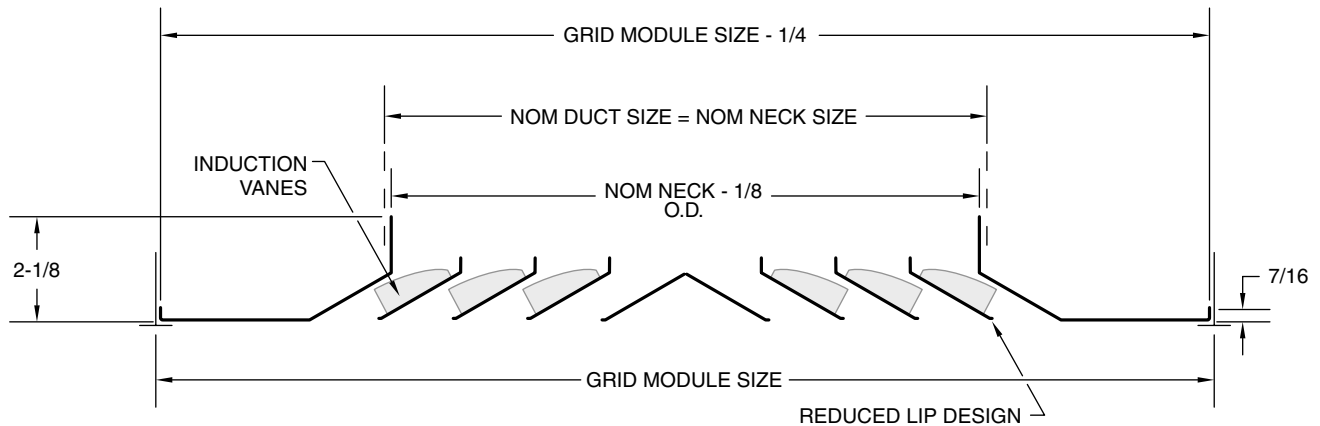 GRID MODULE SIZE - 1/4
NOM DUCT SIZE = NOM NECK SIZE
INDUCTION
VANES
NOM NECK - 1/8
O.D.
2-1/8
7/16
GRID MODULE SIZE
REDUCED LIP DESIGN